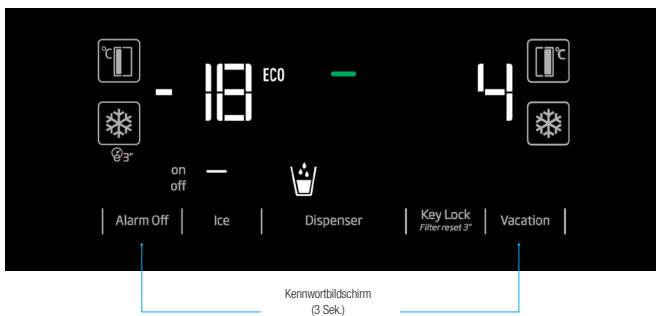 °C
°C
- 18 ECO
4
3"
on
off
Alarm Off
Ice
Dispenser
Key Lock
Filter reset 3"
Vacation
Kennwortbildschirm
(3 Sek.)